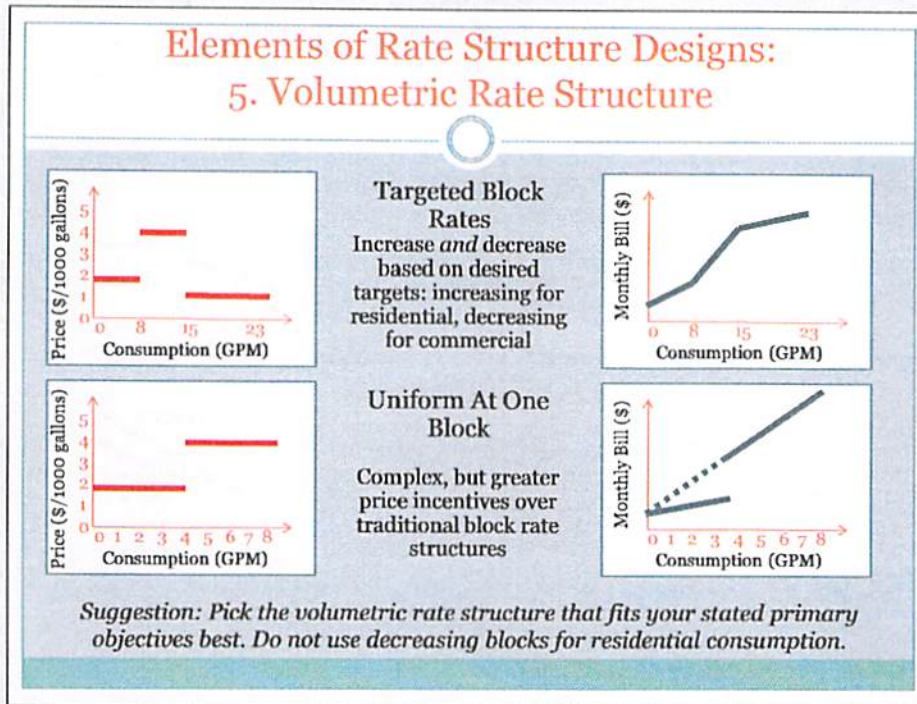 Elements of Rate Structure Designs:
5. Volumetric Rate Structure
Price ($/1000 gallons)
5
4
3
2
1
0
0 8 15 23
Consumption (GPM)
Targeted Block
Rates
Increase and decrease
based on desired
targets: increasing for
residential, decreasing
for commercial
Monthly Bill ($)
0 8 15 23
Consumption (GPM)
Price ($/1000 gallons)
5
4
3
2
1
0
0 1 2 3 4 5 6 7 8
Consumption (GPM)
Uniform At One
Block
Complex, but greater
price incentives over
traditional block rate
structures
Monthly Bill ($)
0 1 2 3 4 5 6 7 8
Consumption (GPM)
Suggestion: Pick the volumetric rate structure that fits your stated primary
objectives best. Do not use decreasing blocks for residential consumption.